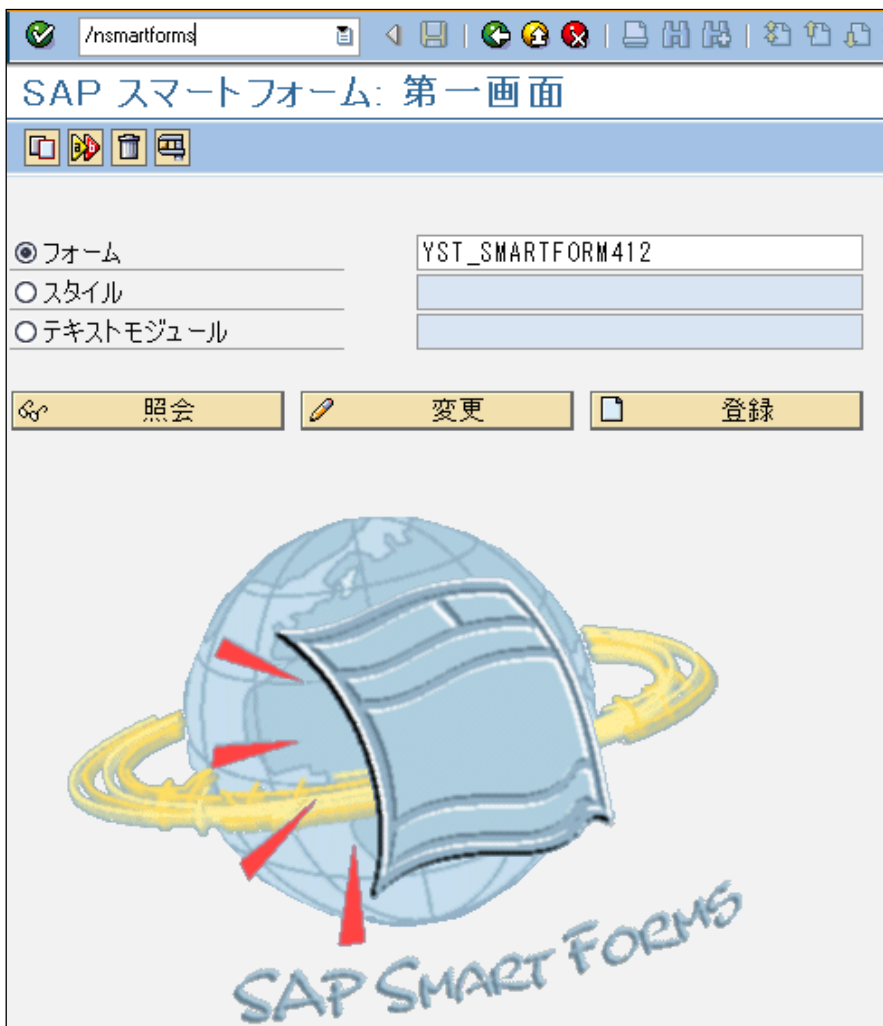 /nsmartforms
SAP スマートフォーム: 第一画面
フォーム YST_SMARTFORM412
スタイル
テキストモジュール
照会 変更 登録
SAP SMART FORMS